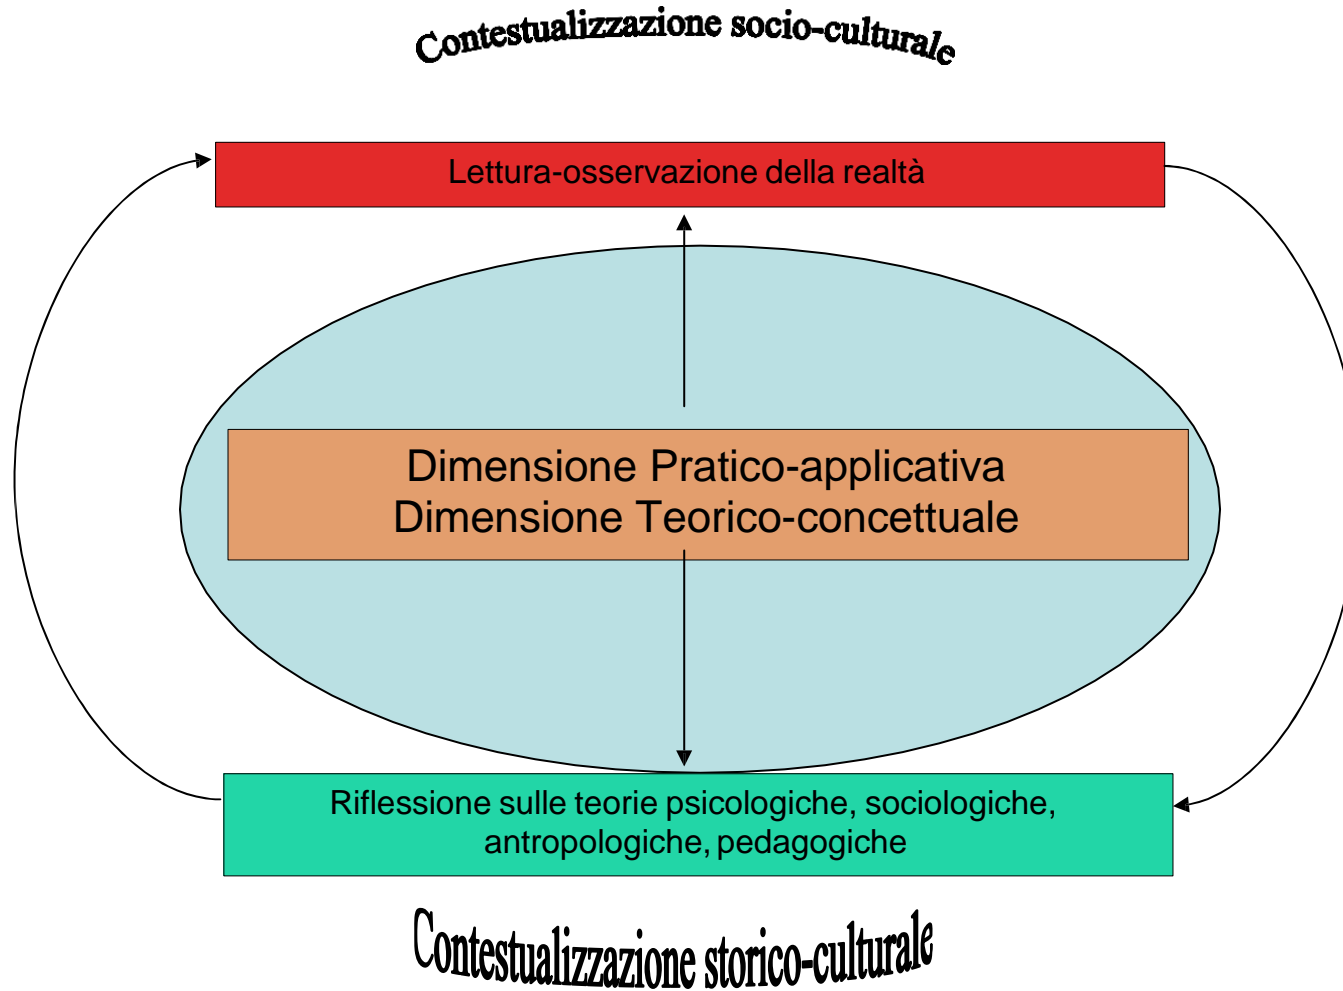 Contestualizzazione socio-culturale
Lettura-osservazione della realtà
Dimensione Pratico-applicativa
Dimensione Teorico-concettuale
Riflessione sulle teorie psicologiche, sociologiche,
antropologiche, pedagogiche
Contestualizzazione storico-culturale